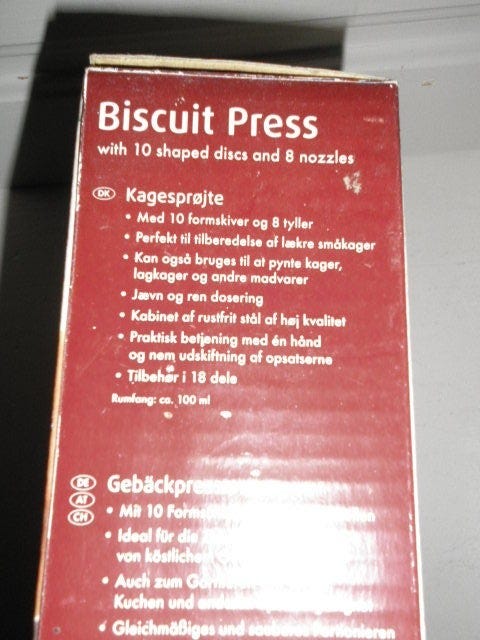 Biscuit Press
with 10 shaped discs and 8 nozzles
DK Kagesprøjte
• Med 10 formskiver og 8 tyller
• Perfekt til tilberedelse af lækre småkager
• Kan også bruges til at pynte kager,
lagkager og andre madvarer
• Jævn og ren dosering
• Kabinet af rustfrit stål af høj kvalitet
• Praktisk betjening med én hånd
og nem udskiftning af opsatserne
• Tilbehør i 18 dele
Rumfang: ca. 100 ml
DE
AT
CH
• Mit 10
• Ideal für die
von köstlichen
• Auch zum
Kuchen und
• Gleichmäßiges und